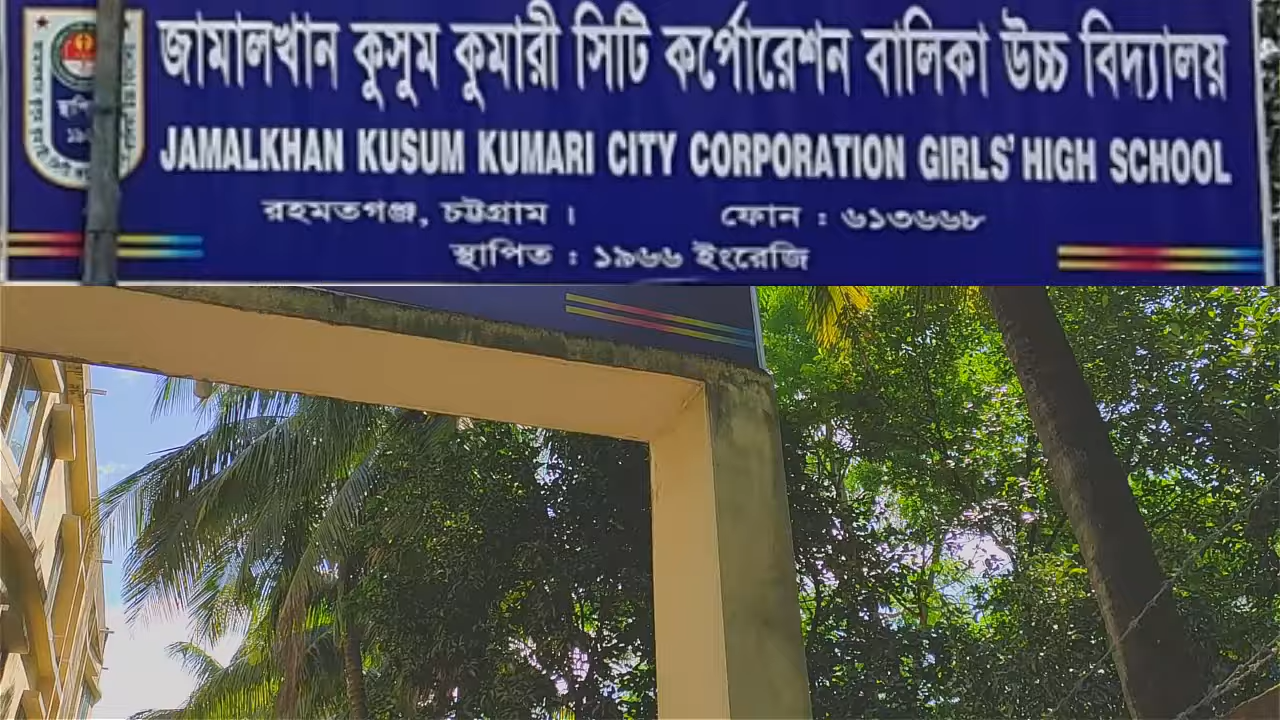 জামালখান কুসুম কুমারী সিটি কর্পোরেশন বালিকা উচ্চ বিদ্যালয়
JAMALKHAN KUSUM KUMARI CITY CORPORATION GIRLS' HIGH SCHOOL
রহমতগঞ্জ, চট্টগ্রাম । ফোন : ৬১৩৬৬৮
স্থাপিত : ১৯৬৬ ইংরেজি